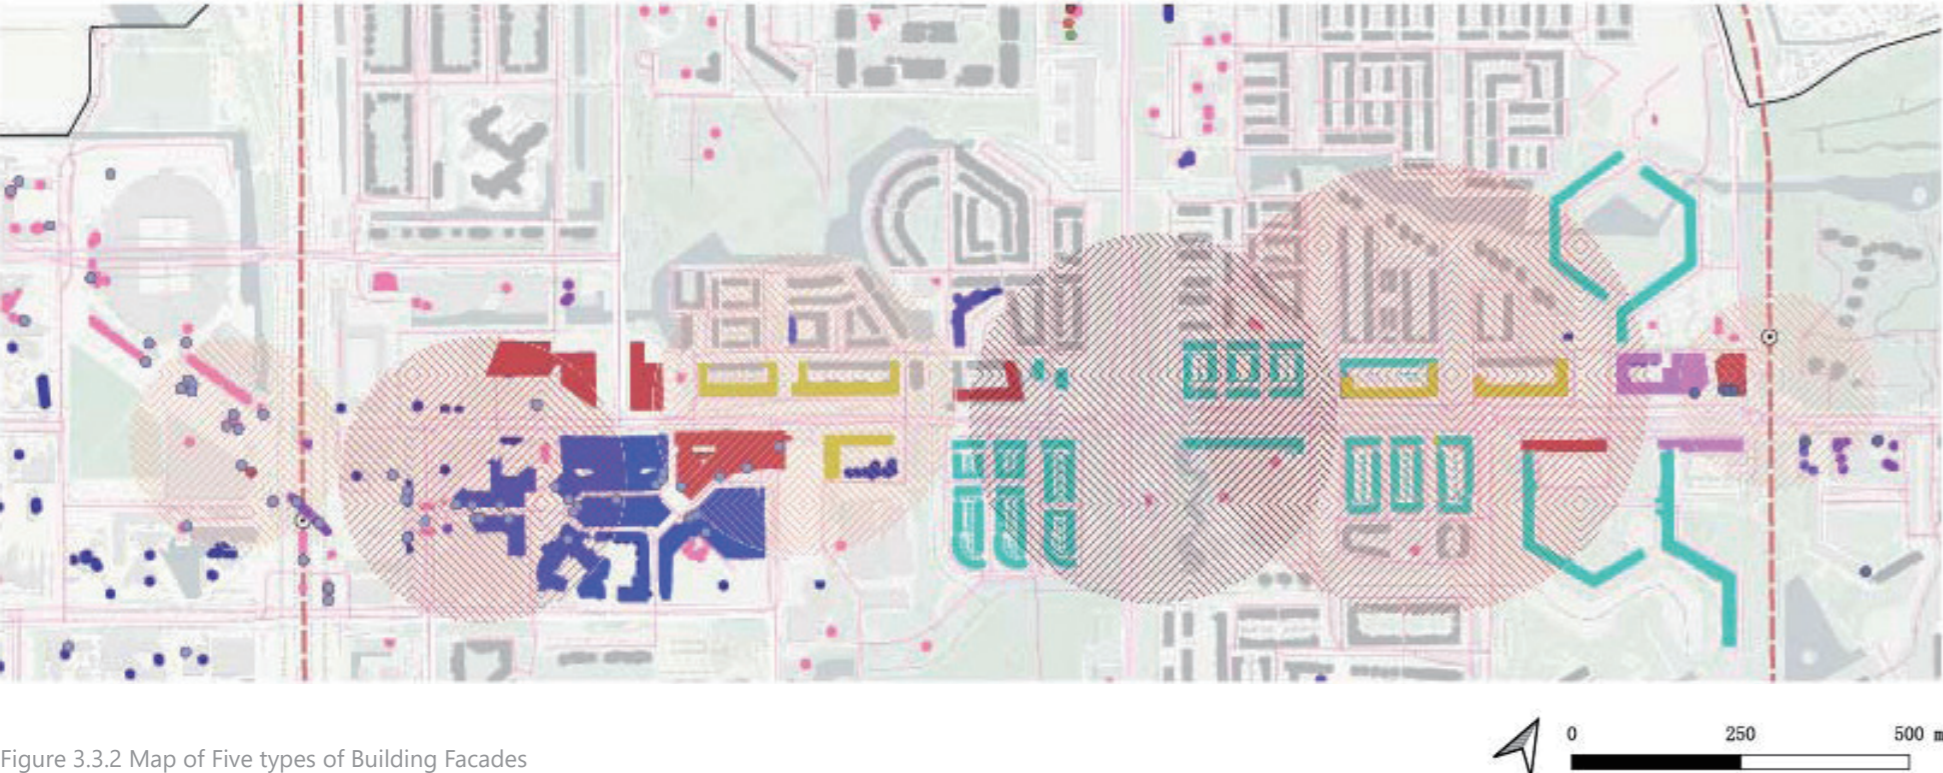 0 250 500 m
Figure 3.3.2 Map of Five types of Building Facades